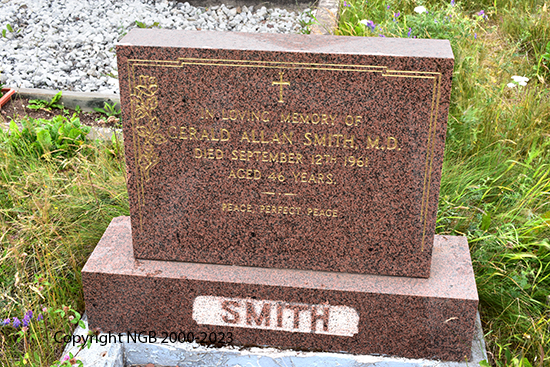 IN LOVING MEMORY OF
GERALD ALLAN SMITH, M.D.
DIED SEPTEMBER 12TH 1961
AGED 46 YEARS.
PEACE, PERFECT PEACE.
SMITH
Copyright NGB 2000-2023